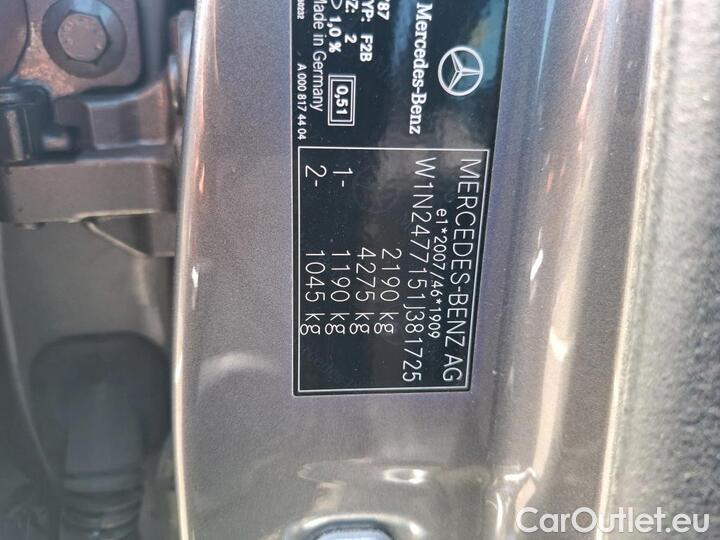 MERCEDES-BENZ AG
e1*2007/46*1909
W1N2477151J381725
2190 kg
4275 kg
1- 1190 kg
2- 1045 kg
Mercedes-Benz
787
TYP: F2B
Z: 2
1,0 %
0,51
Made in Germany
A 000 817 44 04
CarOutlet.eu